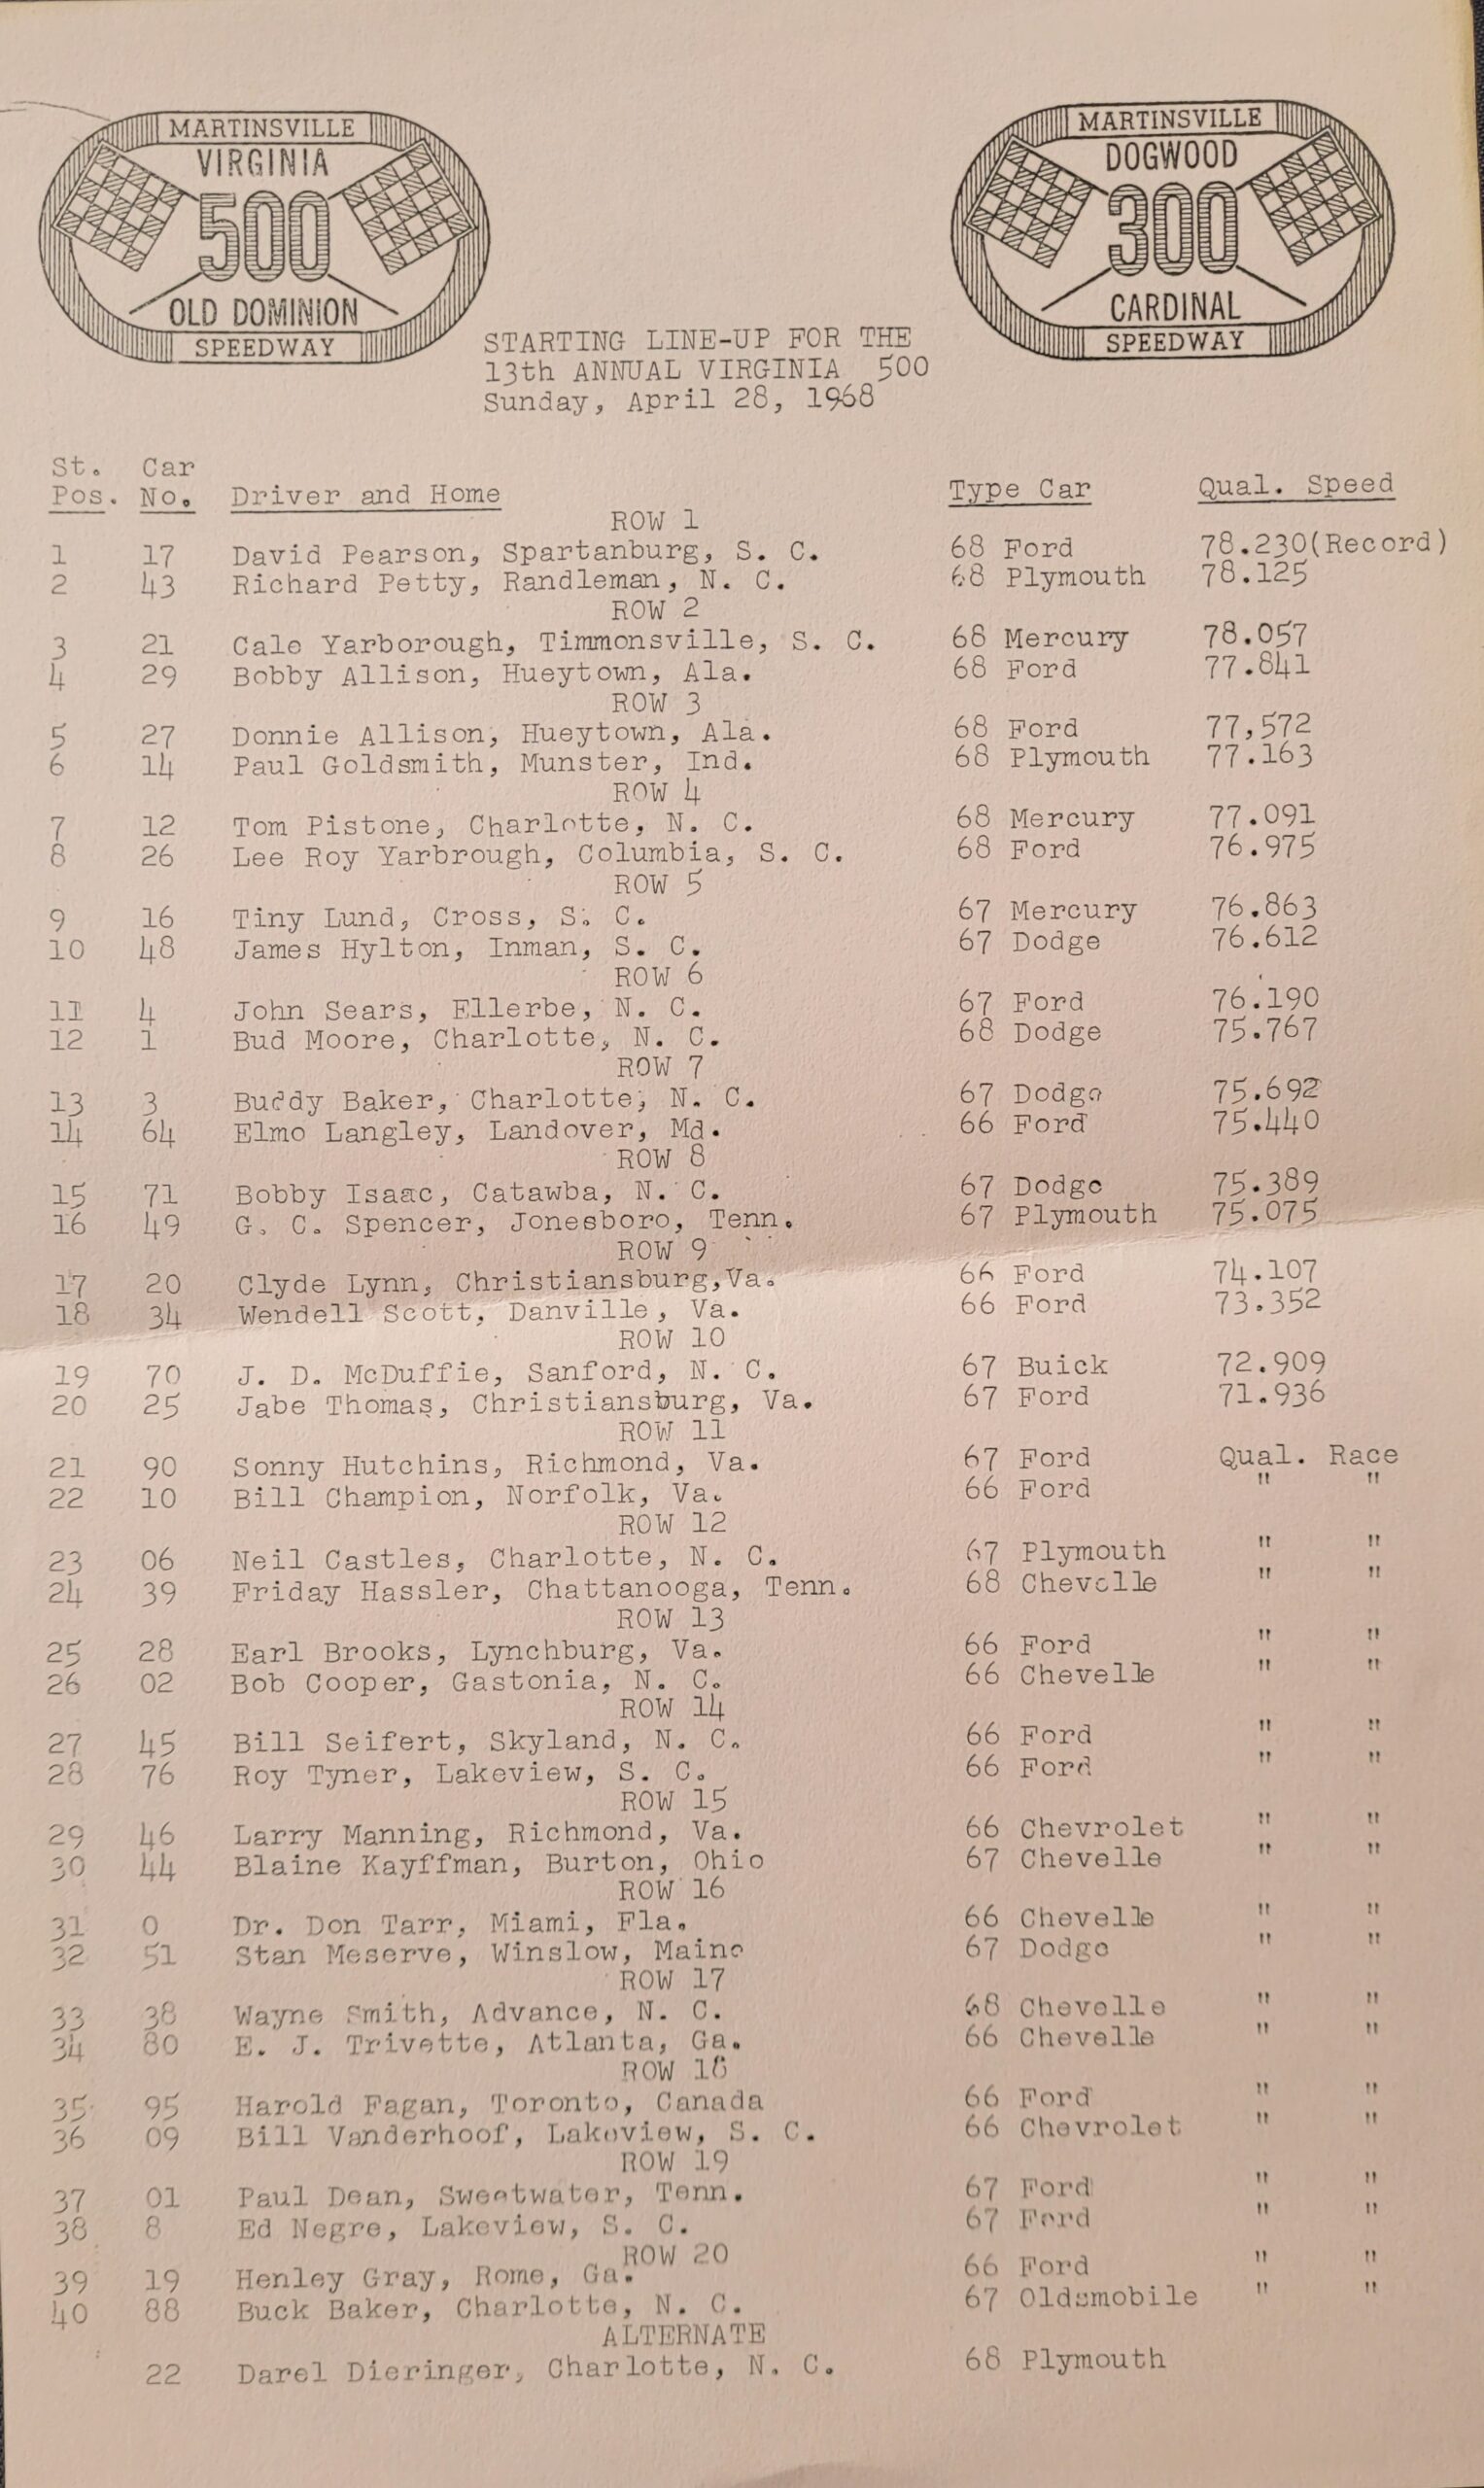 MARTINSVILLE
VIRGINIA
500
OLD DOMINION
SPEEDWAY
MARTINSVILLE
DOGWOOD
300
CARDINAL
SPEEDWAY
STARTING LINE-UP FOR THE
13th ANNUAL VIRGINIA 500
Sunday, April 28, 1968
St. Car
Pos. No. Driver and Home Type Car Qual. Speed
ROW 1
1 17 David Pearson, Spartanburg, S. C. 68 Ford 78.230(Record)
2 43 Richard Petty, Randleman, N. C. 68 Plymouth 78.125
ROW 2
3 21 Cale Yarborough, Timmonsville, S. C. 68 Mercury 78.057
4 29 Bobby Allison, Hueytown, Ala. 68 Ford 77.841
ROW 3
5 27 Donnie Allison, Hueytown, Ala. 68 Ford 77,572
6 14 Paul Goldsmith, Munster, Ind. 68 Plymouth 77.163
ROW 4
7 12 Tom Pistone, Charlotte, N. C. 68 Mercury 77.091
8 26 Lee Roy Yarbrough, Columbia, S. C. 68 Ford 76.975
ROW 5
9 16 Tiny Lund, Cross, S. C. 67 Mercury 76.863
10 48 James Hylton, Inman, S. C. 67 Dodge 76.612
ROW 6
11 4 John Sears, Ellerbe, N. C. 67 Ford 76.190
12 1 Bud Moore, Charlotte, N. C. 68 Dodge 75.767
ROW 7
13 3 Buddy Baker, Charlotte, N. C. 67 Dodge 75.692
14 64 Elmo Langley, Landover, Md. 66 Ford 75.440
ROW 8
15 71 Bobby Isaac, Catawba, N. C. 67 Dodge 75.389
16 49 G. C. Spencer, Jonesboro, Tenn. 67 Plymouth 75.075
ROW 9
17 20 Clyde Lynn, Christiansburg,Va. 66 Ford 74.107
18 34 Wendell Scott, Danville, Va. 66 Ford 73.352
ROW 10
19 70 J. D. McDuffie, Sanford, N. C. 67 Buick 72.909
20 25 Jabe Thomas, Christiansburg, Va. 67 Ford 71.936
ROW 11
21 90 Sonny Hutchins, Richmond, Va. 67 Ford Qual. Race
22 10 Bill Champion, Norfolk, Va. 66 Ford " "
ROW 12
23 06 Neil Castles, Charlotte, N. C. 67 Plymouth " "
24 39 Friday Hassler, Chattanooga, Tenn. 68 Chevelle " "
ROW 13
25 28 Earl Brooks, Lynchburg, Va. 66 Ford " "
26 02 Bob Cooper, Gastonia, N. C. 66 Chevelle " "
ROW 14
27 45 Bill Seifert, Skyland, N. C. 66 Ford " "
28 76 Roy Tyner, Lakeview, S. C. 66 Ford " "
ROW 15
29 46 Larry Manning, Richmond, Va. 66 Chevrolet " "
30 44 Blaine Kayffman, Burton, Ohio 67 Chevelle " "
ROW 16
31 0 Dr. Don Tarr, Miami, Fla. 66 Chevelle " "
32 51 Stan Meserve, Winslow, Maine 67 Dodge " "
ROW 17
33 38 Wayne Smith, Advance, N. C. 68 Chevelle " "
34 80 E. J. Trivette, Atlanta, Ga. 66 Chevelle " "
ROW 18
35 95 Harold Fagan, Toronto, Canada 66 Ford " "
36 09 Bill Vanderhoof, Lakeview, S. C. 66 Chevrolet " "
ROW 19
37 01 Paul Dean, Sweetwater, Tenn. 67 Ford " "
38 8 Ed Negre, Lakeview, S. C. 67 Ford " "
ROW 20
39 19 Henley Gray, Rome, Ga. 66 Ford " "
40 88 Buck Baker, Charlotte, N. C. 67 Oldsmobile " "
ALTERNATE
22 Darel Dieringer, Charlotte, N. C. 68 Plymouth